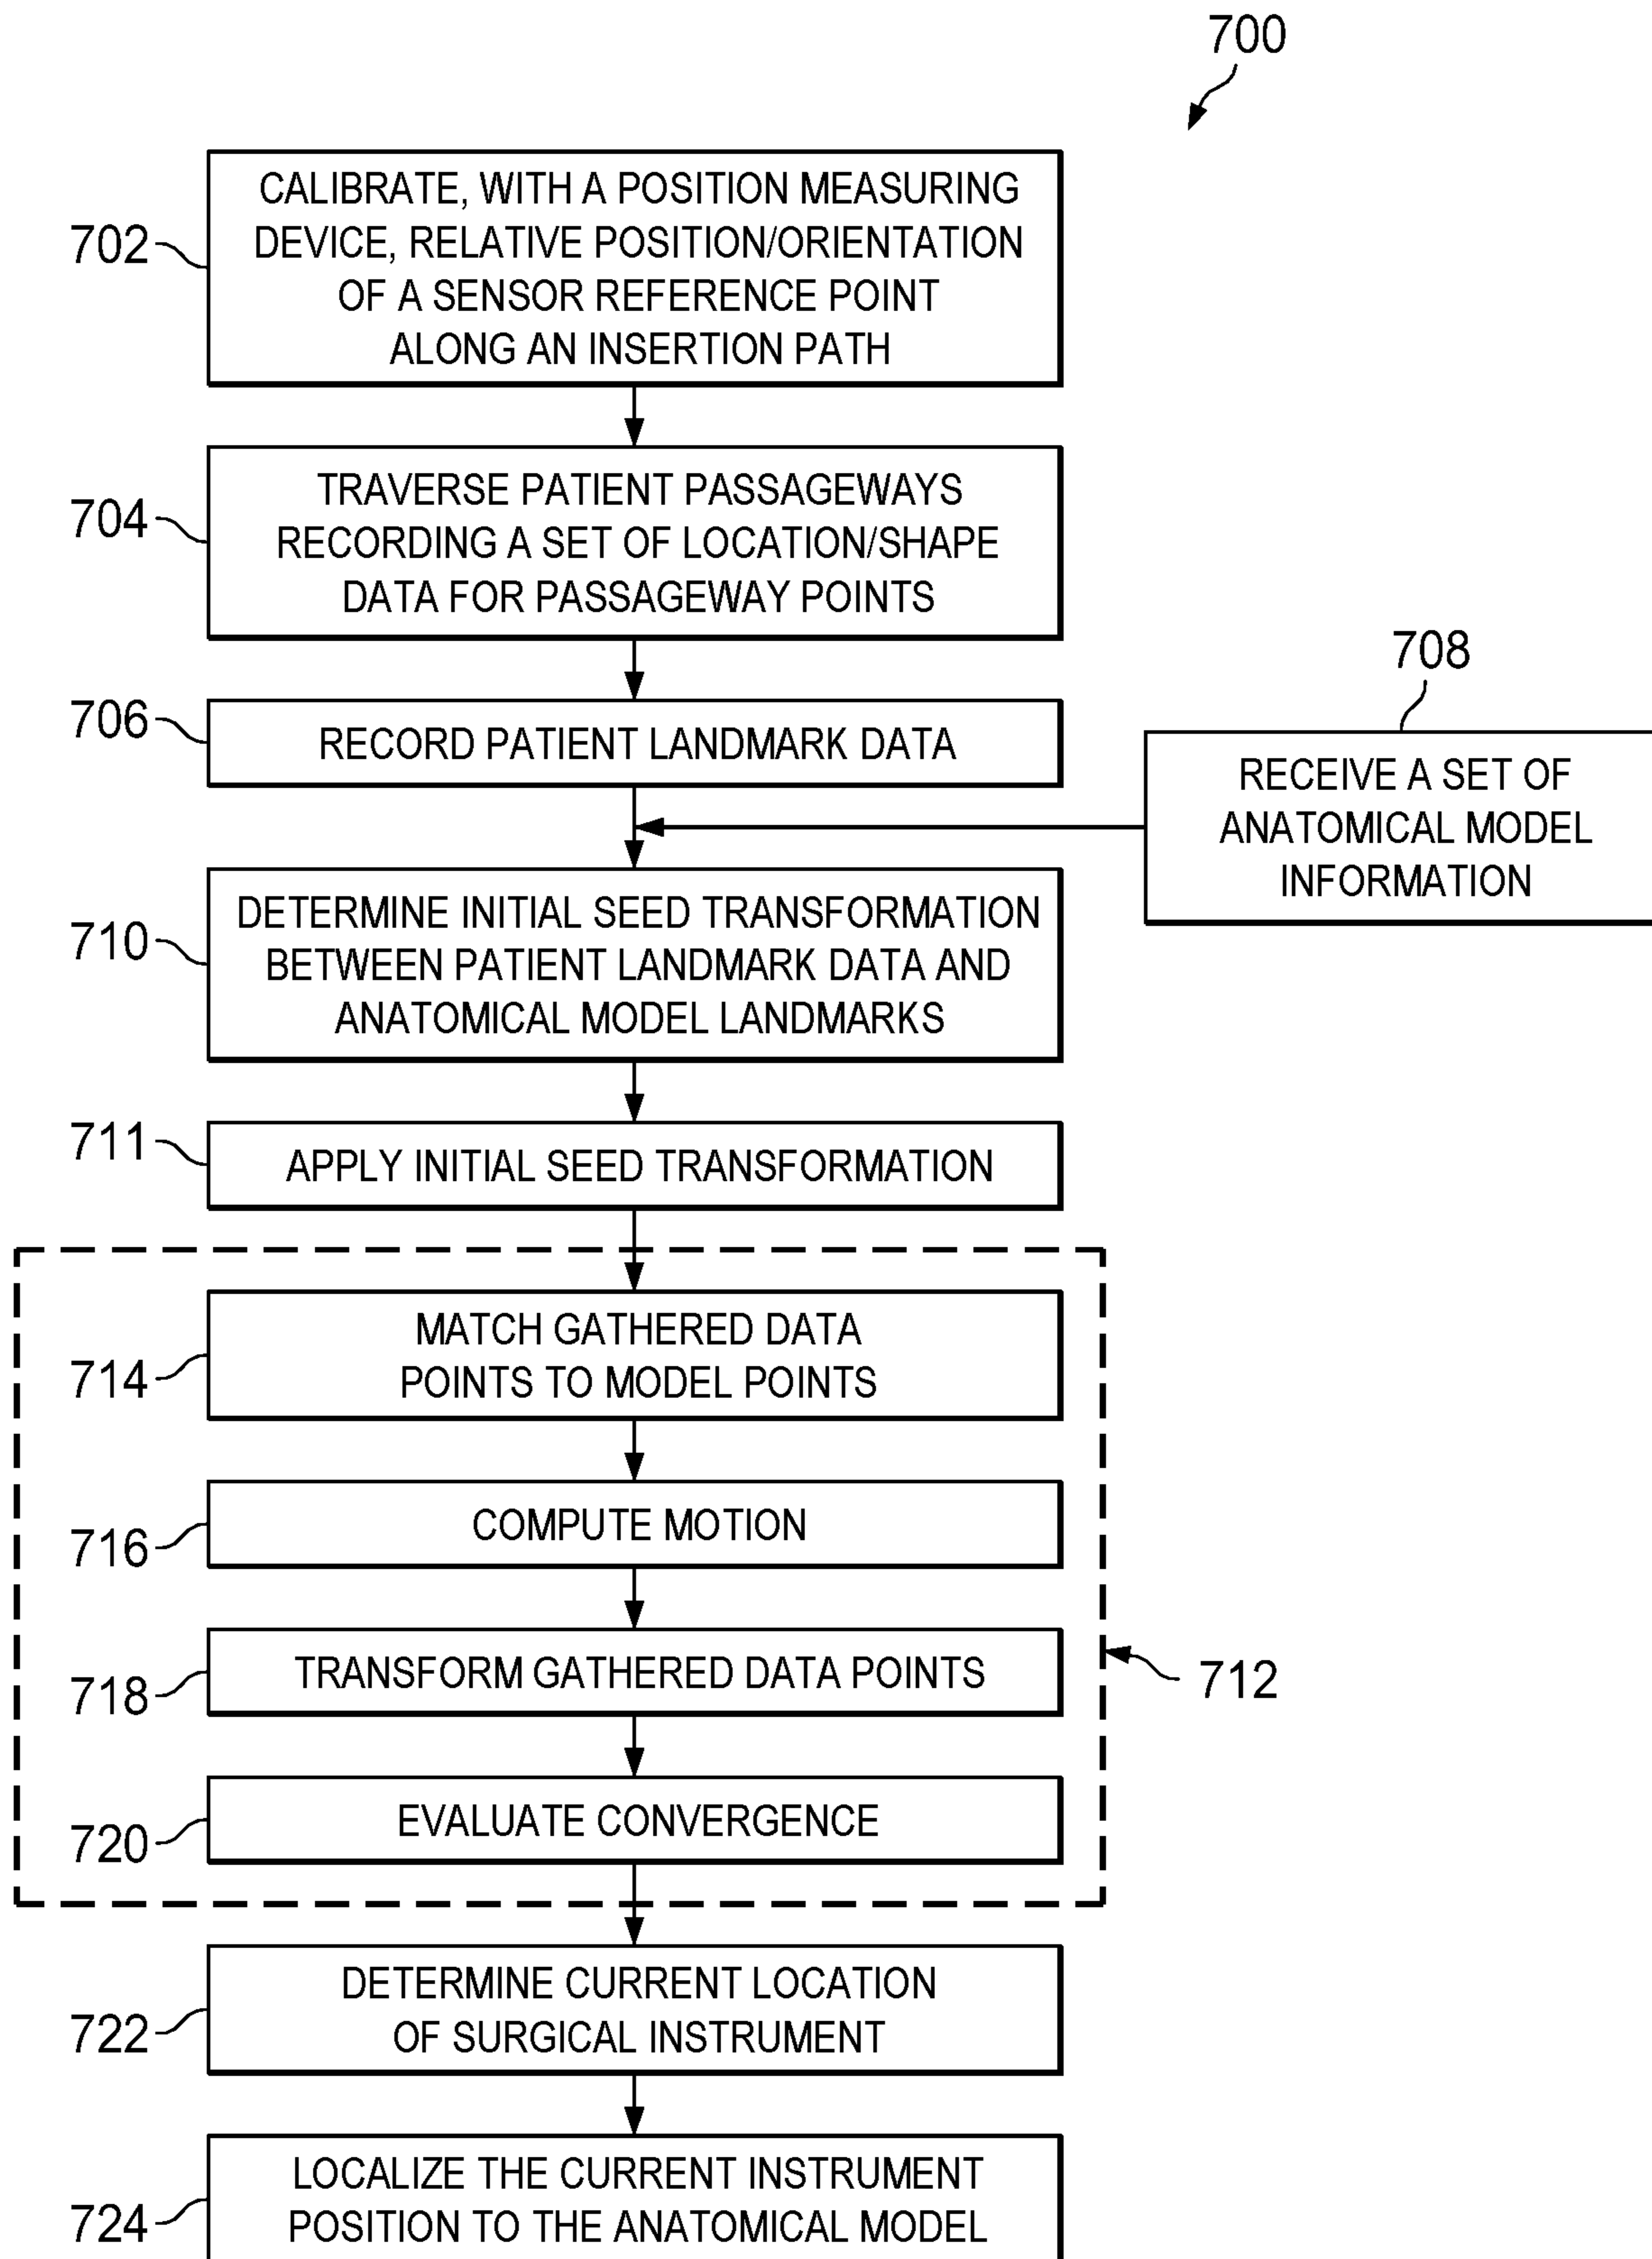 700
702
CALIBRATE, WITH A POSITION MEASURING
DEVICE, RELATIVE POSITION/ORIENTATION
OF A SENSOR REFERENCE POINT
ALONG AN INSERTION PATH
704
TRAVERSE PATIENT PASSAGEWAYS
RECORDING A SET OF LOCATION/SHAPE
DATA FOR PASSAGEWAY POINTS
706
RECORD PATIENT LANDMARK DATA
708
RECEIVE A SET OF
ANATOMICAL MODEL
INFORMATION
710
DETERMINE INITIAL SEED TRANSFORMATION
BETWEEN PATIENT LANDMARK DATA AND
ANATOMICAL MODEL LANDMARKS
711
APPLY INITIAL SEED TRANSFORMATION
714
MATCH GATHERED DATA
POINTS TO MODEL POINTS
716
COMPUTE MOTION
718
TRANSFORM GATHERED DATA POINTS
712
720
EVALUATE CONVERGENCE
722
DETERMINE CURRENT LOCATION
OF SURGICAL INSTRUMENT
724
LOCALIZE THE CURRENT INSTRUMENT
POSITION TO THE ANATOMICAL MODEL